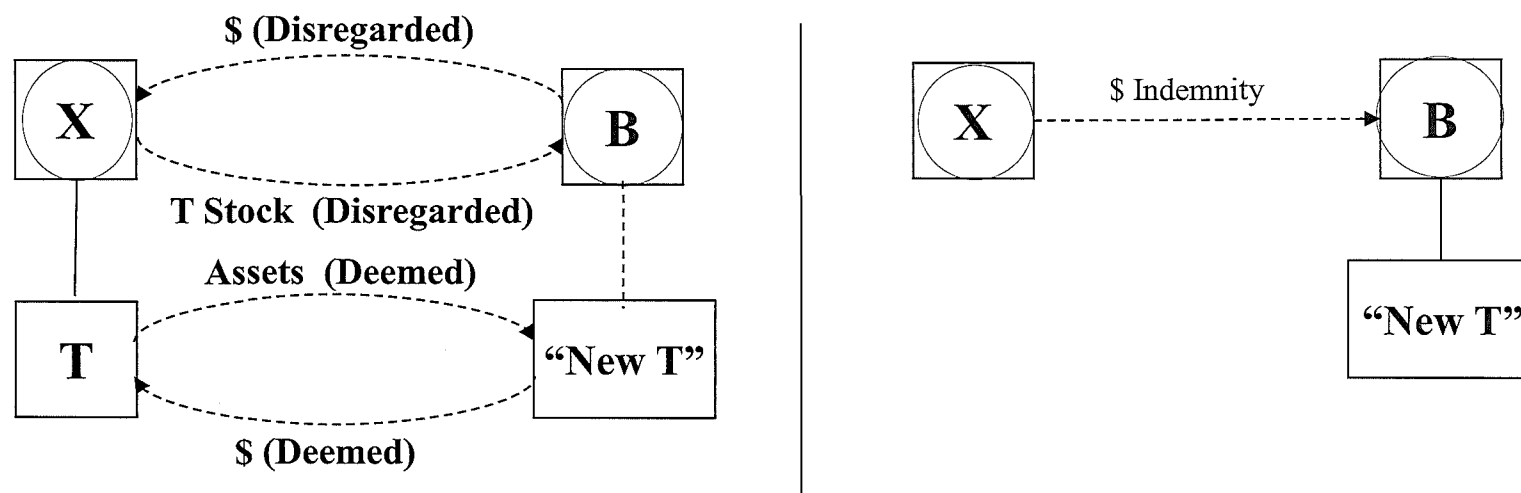 $ (Disregarded)
X
B
T Stock (Disregarded)
Assets (Deemed)
T
“New T”
$ (Deemed)
$ Indemnity
X
B
“New T”